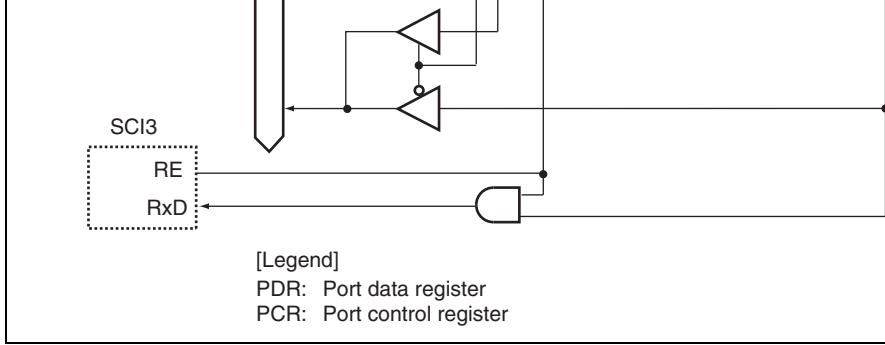 SCI3
RE
RxD
[Legend]
PDR: Port data register
PCR: Port control register